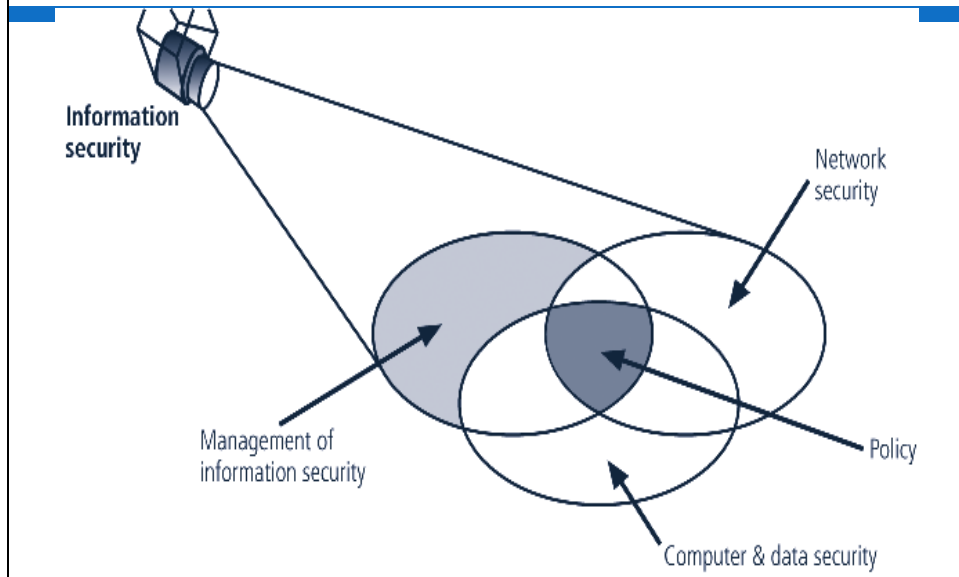 Information
security
Network
security
Management of
information security
Policy
Computer & data security